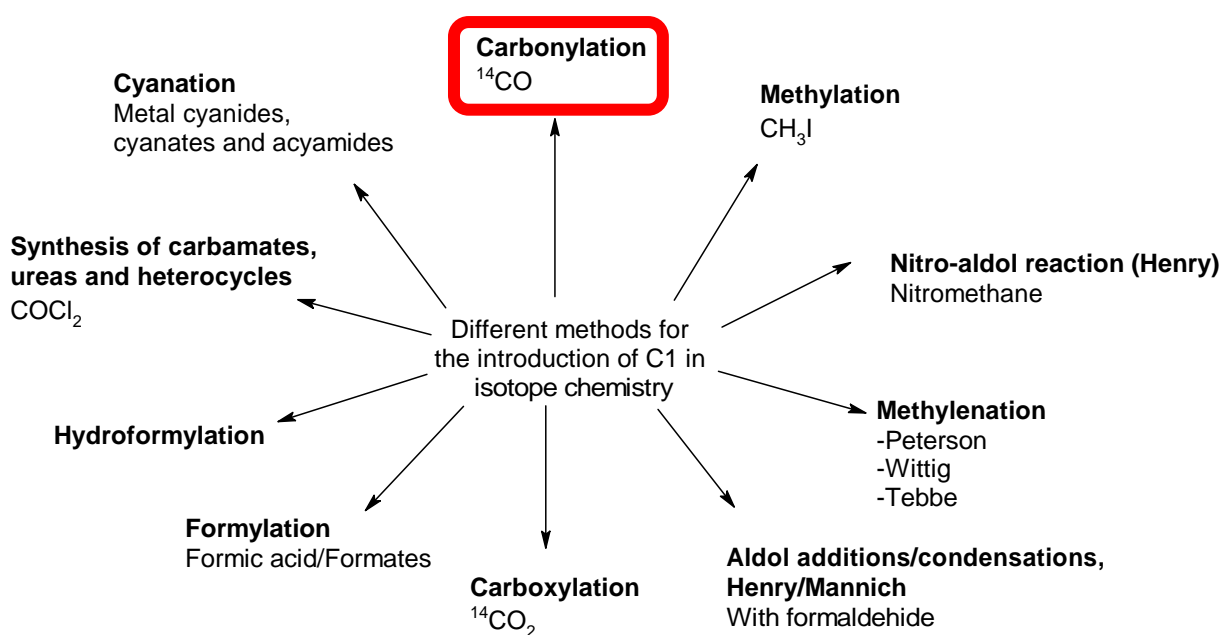 Carbonylation
¹⁴CO
Cyanation
Metal cyanides,
cyanates and acyamides
Methylation
CH₃I
Synthesis of carbamates,
ureas and heterocycles
COCl₂
Nitro-aldol reaction (Henry)
Nitromethane
Different methods for
the introduction of C1 in
isotope chemistry
Hydroformylation
Methylenation
-Peterson
-Wittig
-Tebbe
Formylation
Formic acid/Formates
Carboxylation
¹⁴CO₂
Aldol additions/condensations,
Henry/Mannich
With formaldehide